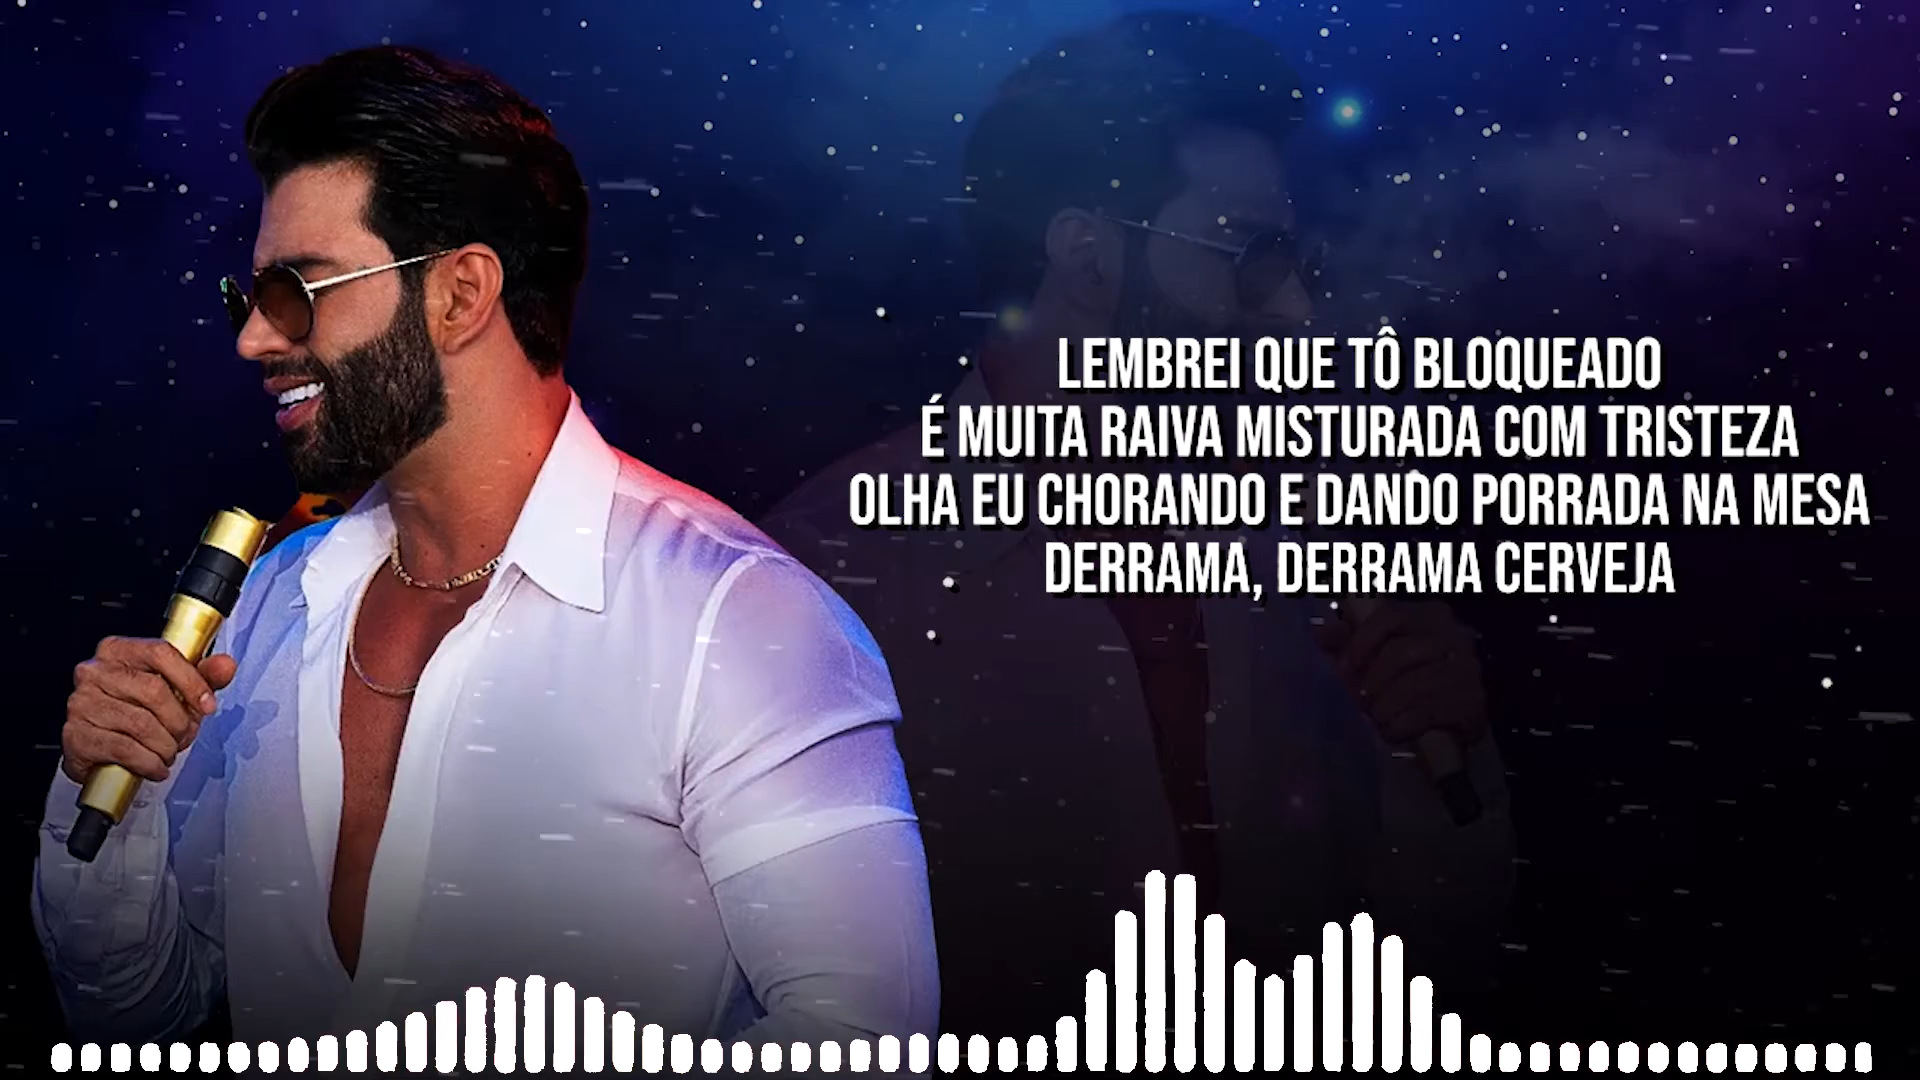 LEMBREI QUE TÔ BLOQUEADO
É MUITA RAIVA MISTURADA COM TRISTEZA
OLHA EU CHORANDO E DANDO PORRADA NA MESA
DERRAMA, DERRAMA CERVEJA